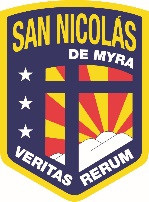 SAN NICOLÁS
DE MYRA
VERITAS RERUM